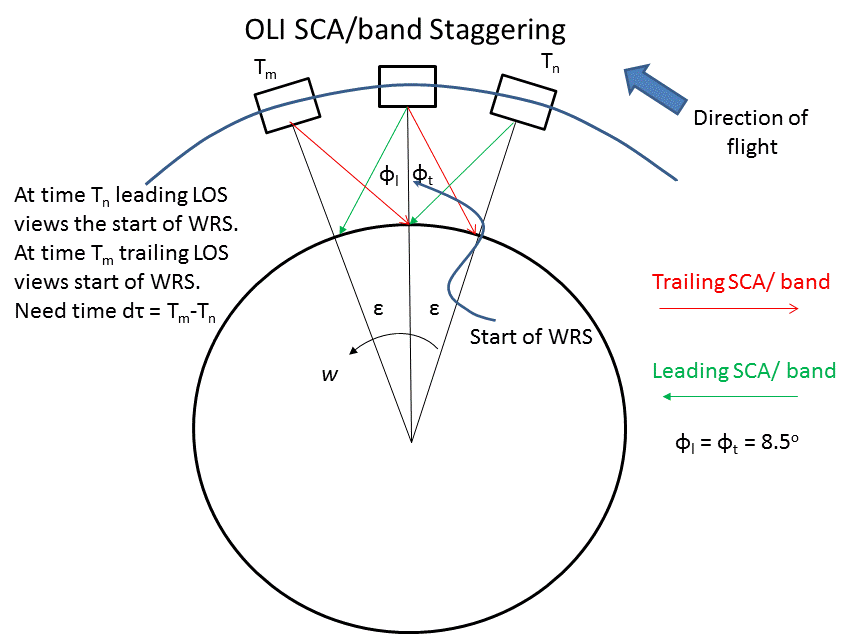 OLI SCA/band Staggering
Tm
Tn
Direction of
flight
ϕl
ϕt
At time Tn leading LOS
views the start of WRS.
At time Tm trailing LOS
views start of WRS.
Need time dτ = Tm-Tn
Trailing SCA/ band
ε
ε
Start of WRS
w
Leading SCA/ band
ϕl = ϕt = 8.5o